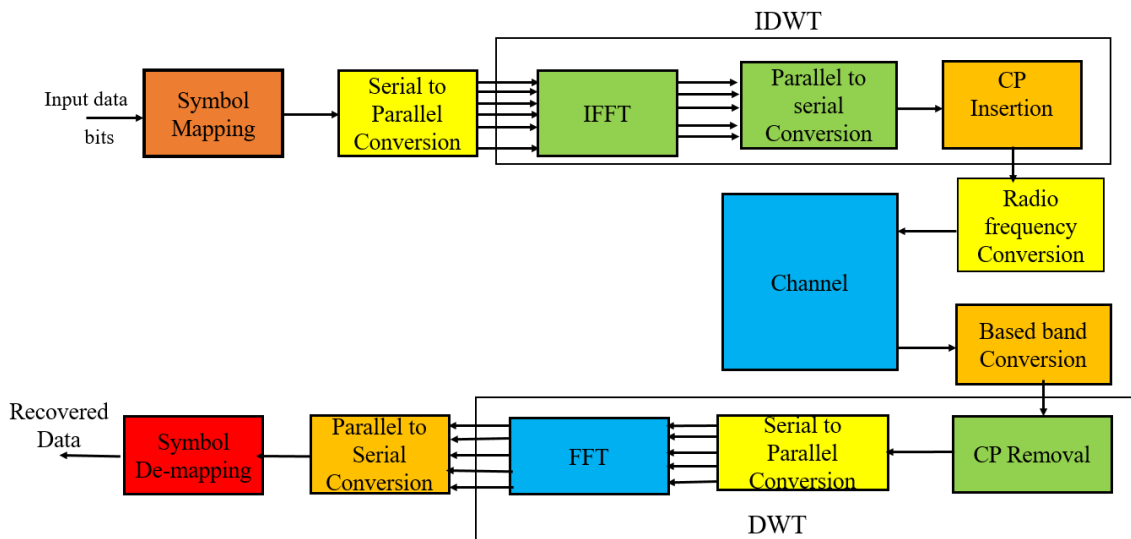 IDWT
Input data
bits
Symbol
Mapping
Serial to
Parallel
Conversion
IFFT
Parallel to
serial
Conversion
CP
Insertion
Radio
frequency
Conversion
Channel
Based band
Conversion
CP Removal
Serial to
Parallel
Conversion
FFT
Parallel to
Serial
Conversion
Symbol
De-mapping
Recovered
Data
DWT